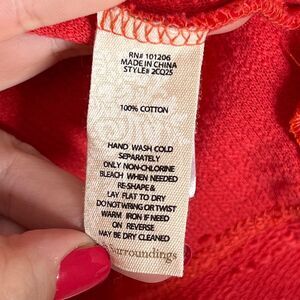 RN# 101206
MADE IN CHINA
STYLE# 2CQ25
100% COTTON
HAND WASH COLD
SEPARATELY
ONLY NON-CHLORINE
BLEACH WHEN NEEDED
RE-SHAPE &
LAY FLAT TO DRY
DO NOT WRING OR TWIST
WARM IRON IF NEED
ON REVERSE
MAY BE DRY CLEANED
Surroundings